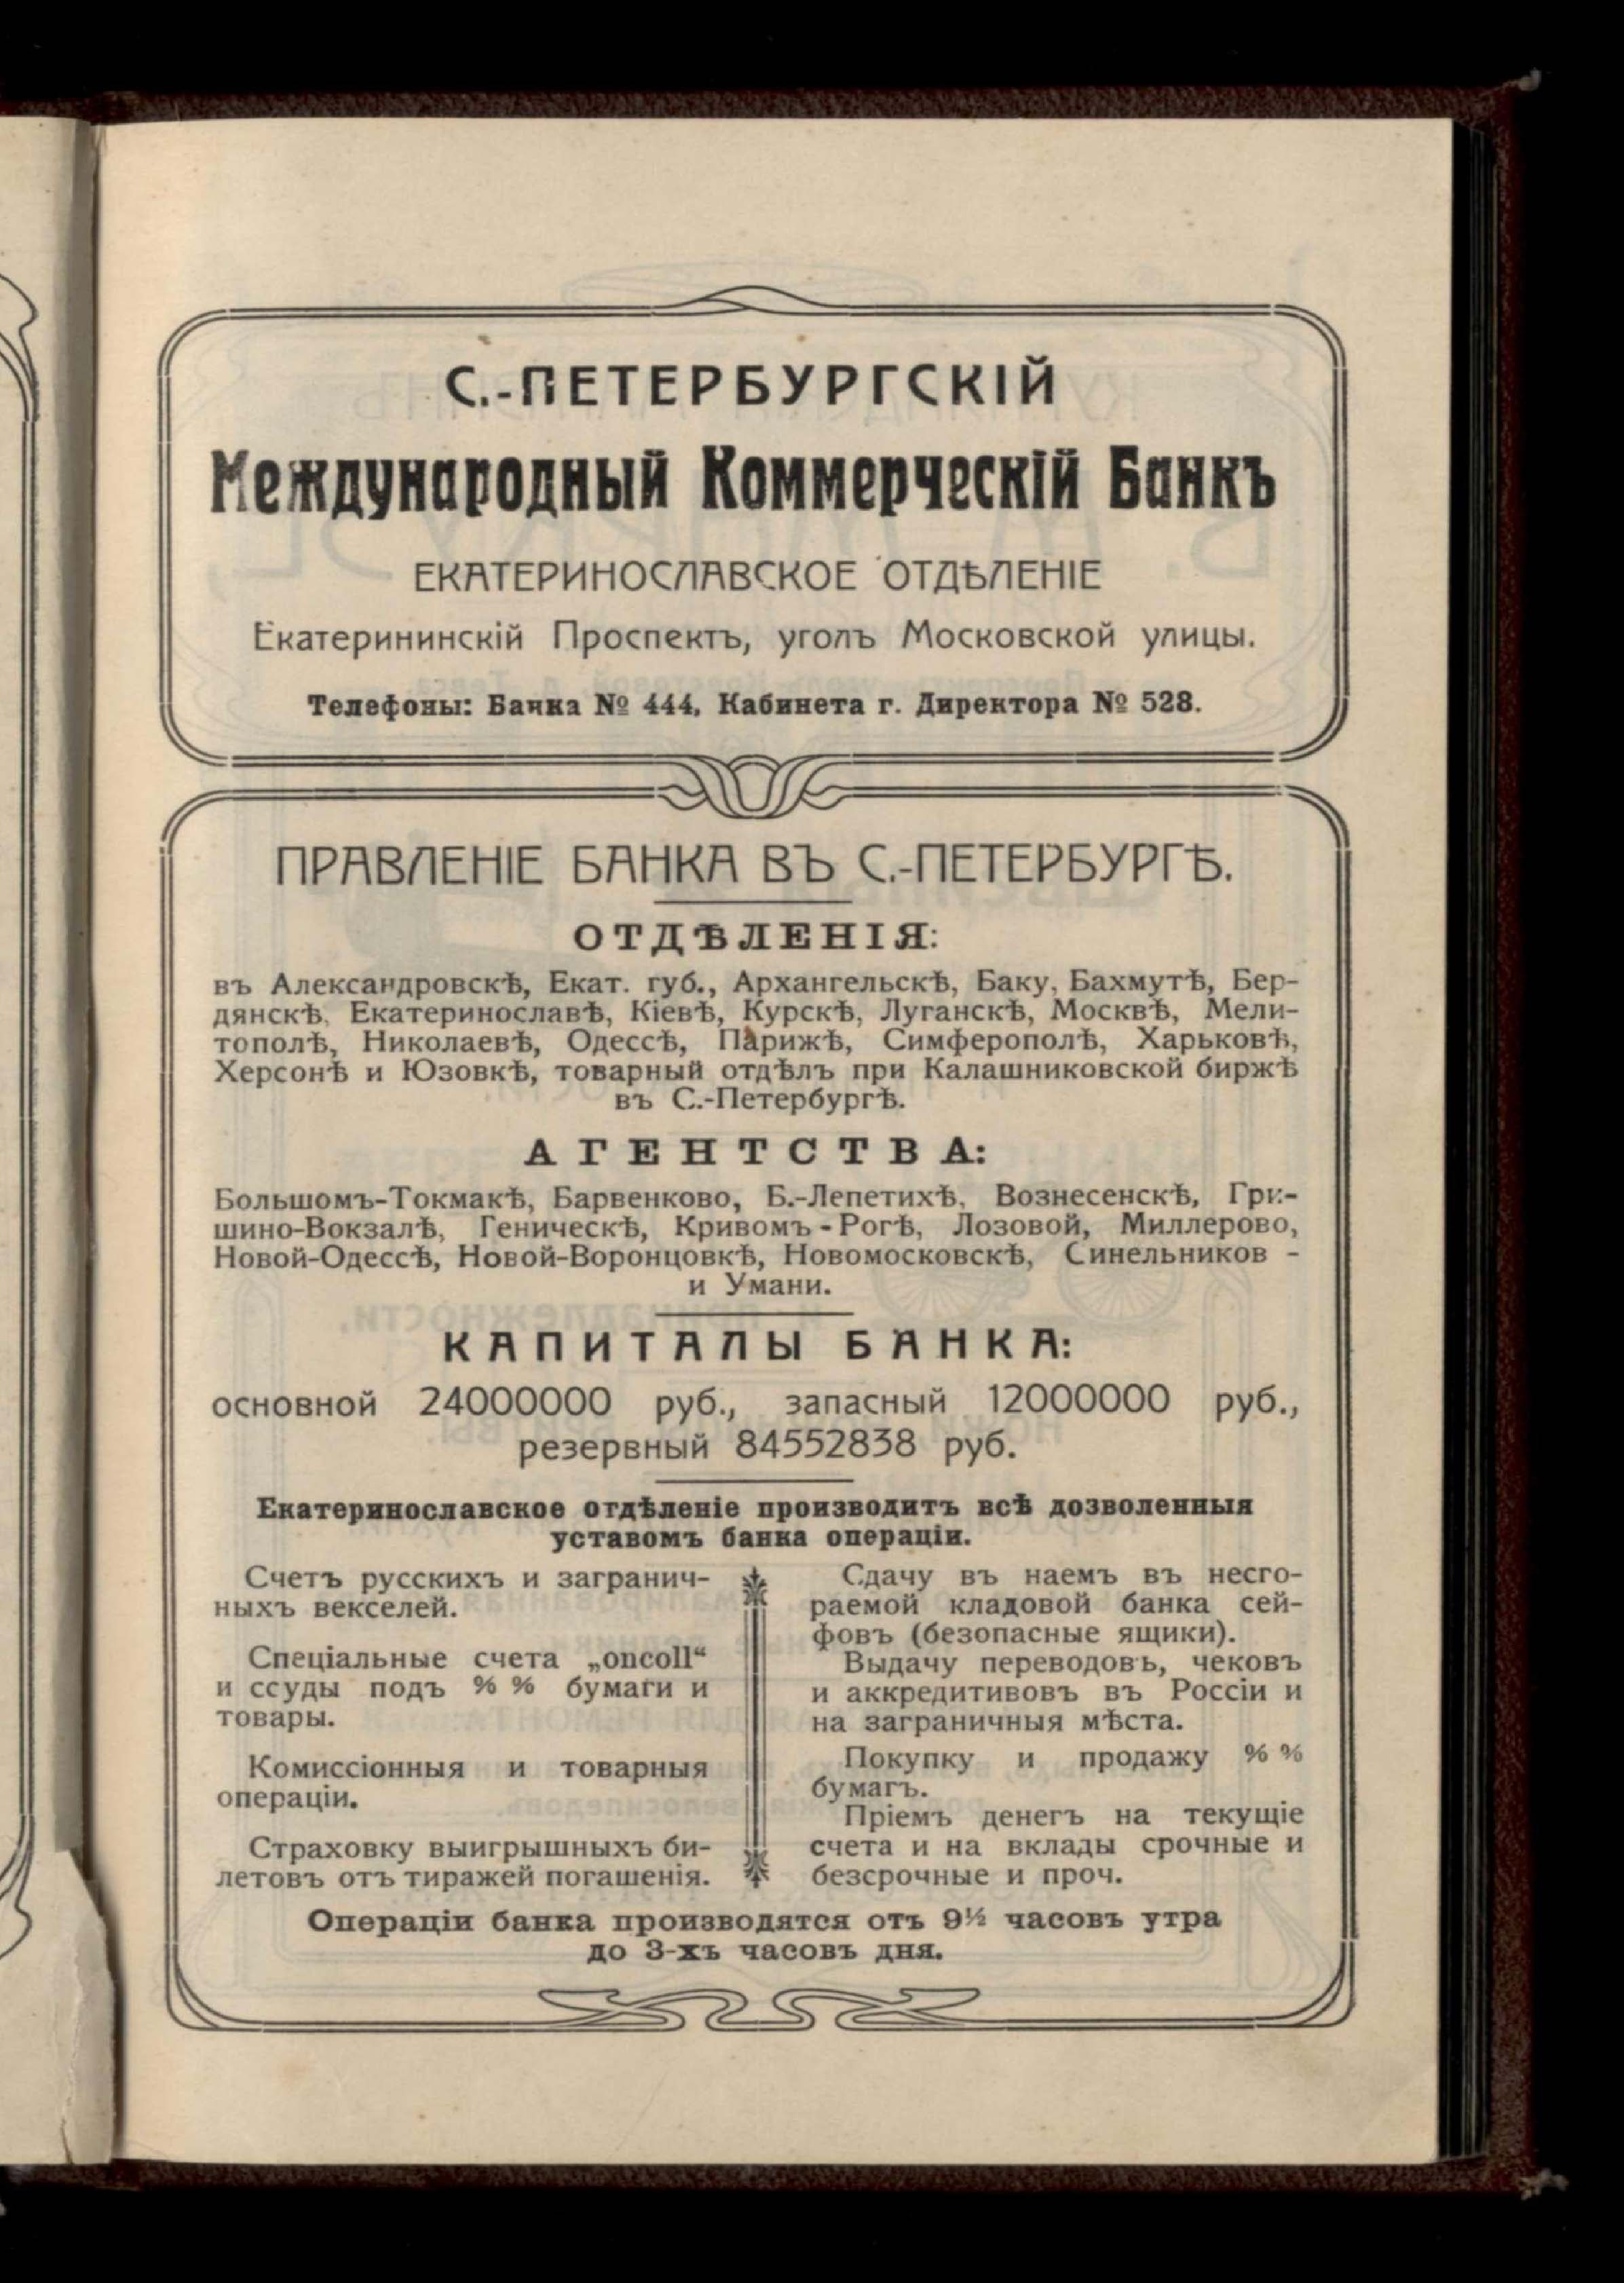 С.-ПЕТЕРБУРГСКІЙ
Международный Коммерческій Банкъ
ЕКАТЕРИНОСЛАВСКОЕ ОТДѢЛЕНІЕ
Екатерининскій Проспектъ, уголъ Московской улицы.
Телефоны: Банка № 444, Кабинета г. Директора № 528.
ПРАВЛЕНІЕ БАНКА ВЪ С.-ПЕТЕРБУРГѢ.
ОТДѢЛЕНІЯ:
въ Александровскѣ, Екат. губ., Архангельскѣ, Баку, Бахмутѣ, Бер-
дянскѣ, Екатеринославѣ, Кіевѣ, Курскѣ, Луганскѣ, Москвѣ, Мели-
тополѣ, Николаевѣ, Одессѣ, Парижѣ, Симферополѣ, Харьковѣ,
Херсонѣ и Юзовкѣ, товарный отдѣлъ при Калашниковской биржѣ
въ С.-Петербургѣ.
АГЕНТСТВА:
Большомъ-Токмакѣ, Барвенково, Б.-Лепетихѣ, Вознесенскѣ, Гри-
шино-Вокзалѣ, Геническѣ, Кривомъ-Рогѣ, Лозовой, Миллерово,
Новой-Одессѣ, Новой-Воронцовкѣ, Новомосковскѣ, Синельников -
и Умани.
КАПИТАЛЫ БАНКА:
основной 24000000 руб., запасный 12000000 руб.,
резервный 84552838 руб.
Екатеринославское отдѣленіе производитъ всѣ дозволенныя
уставомъ банка операціи.
Счетъ русскихъ и загранич-
ныхъ векселей.
Спеціальные счета „oncoll“
и ссуды подъ % % бумаги и
товары.
Комиссіонныя и товарныя
операціи.
Страховку выигрышныхъ би-
летовъ отъ тиражей погашенія.
Сдачу въ наемъ въ несго-
раемой кладовой банка сей-
фовъ (безопасные ящики).
Выдачу переводовъ, чековъ
и аккредитивовъ въ Россіи и
на заграничныя мѣста.
Покупку и продажу % %
бумагъ.
Пріемъ денегъ на текущіе
счета и на вклады срочные и
безсрочные и проч.
Операціи банка производятся отъ 9½ часовъ утра
до 3-хъ часовъ дня.